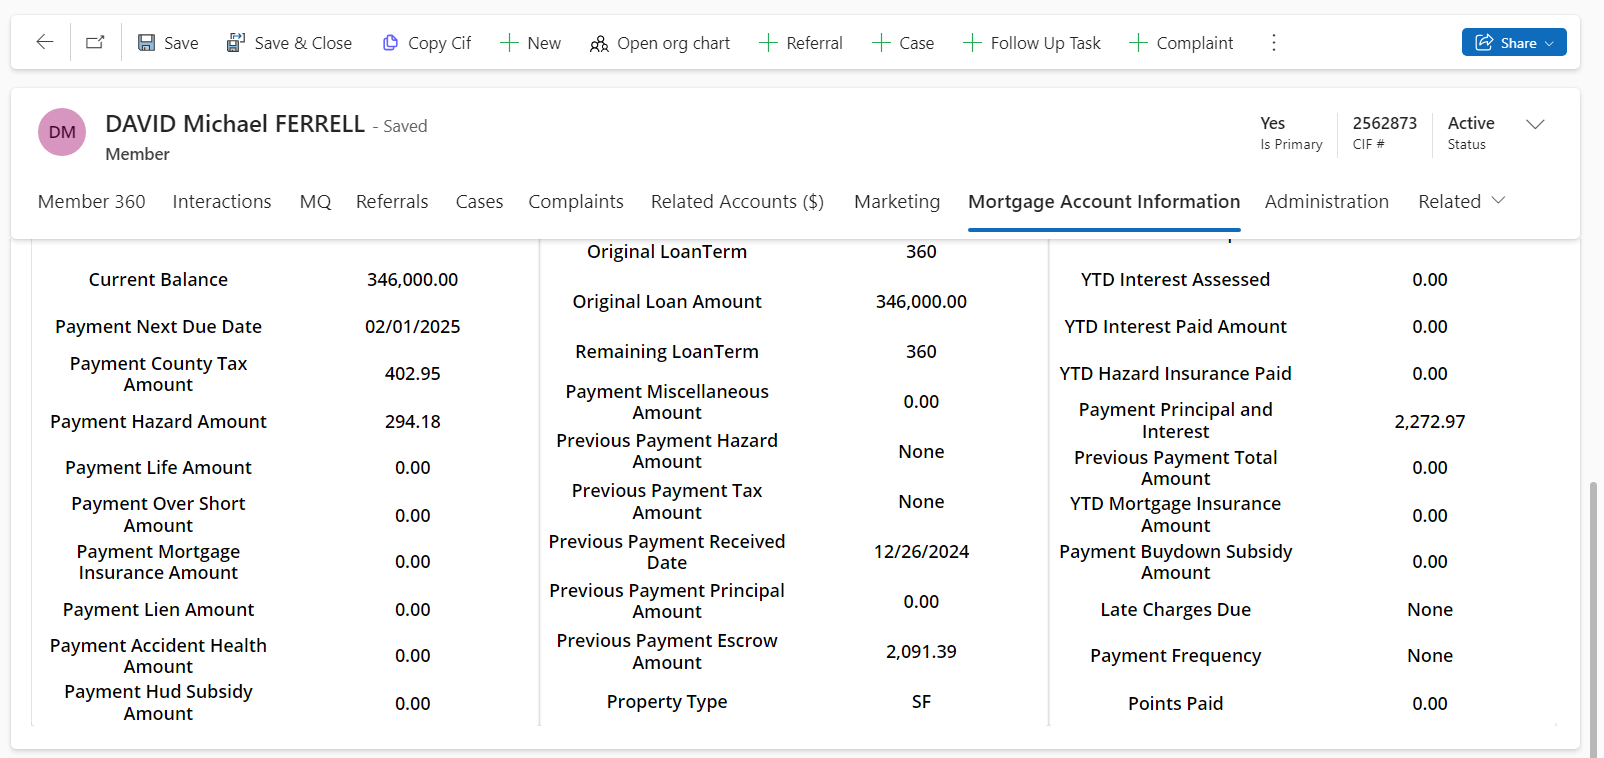 Save
Save & Close
Copy Cif
New
Open org chart
Referral
Case
Follow Up Task
Complaint
Share
DM
DAVID Michael FERRELL - Saved
Member
Yes
Is Primary
2562873
CIF #
Active
Status
Member 360
Interactions
MQ
Referrals
Cases
Complaints
Related Accounts ($)
Marketing
Mortgage Account Information
Administration
Related
Current Balance 346,000.00
Payment Next Due Date 02/01/2025
Payment County Tax
Amount
402.95
Payment Hazard Amount 294.18
Payment Life Amount 0.00
Payment Over Short
Amount
0.00
Payment Mortgage
Insurance Amount
0.00
Payment Lien Amount 0.00
Payment Accident Health
Amount
0.00
Payment Hud Subsidy
Amount
0.00
Original LoanTerm 360
Original Loan Amount 346,000.00
Remaining LoanTerm 360
Payment Miscellaneous
Amount
0.00
Previous Payment Hazard
Amount
None
Previous Payment Tax
Amount
None
Previous Payment Received
Date
12/26/2024
Previous Payment Principal
Amount
0.00
Previous Payment Escrow
Amount
2,091.39
Property Type SF
YTD Interest Assessed 0.00
YTD Interest Paid Amount 0.00
YTD Hazard Insurance Paid 0.00
Payment Principal and
Interest
2,272.97
Previous Payment Total
Amount
0.00
YTD Mortgage Insurance
Amount
0.00
Payment Buydown Subsidy
Amount
0.00
Late Charges Due None
Payment Frequency None
Points Paid 0.00